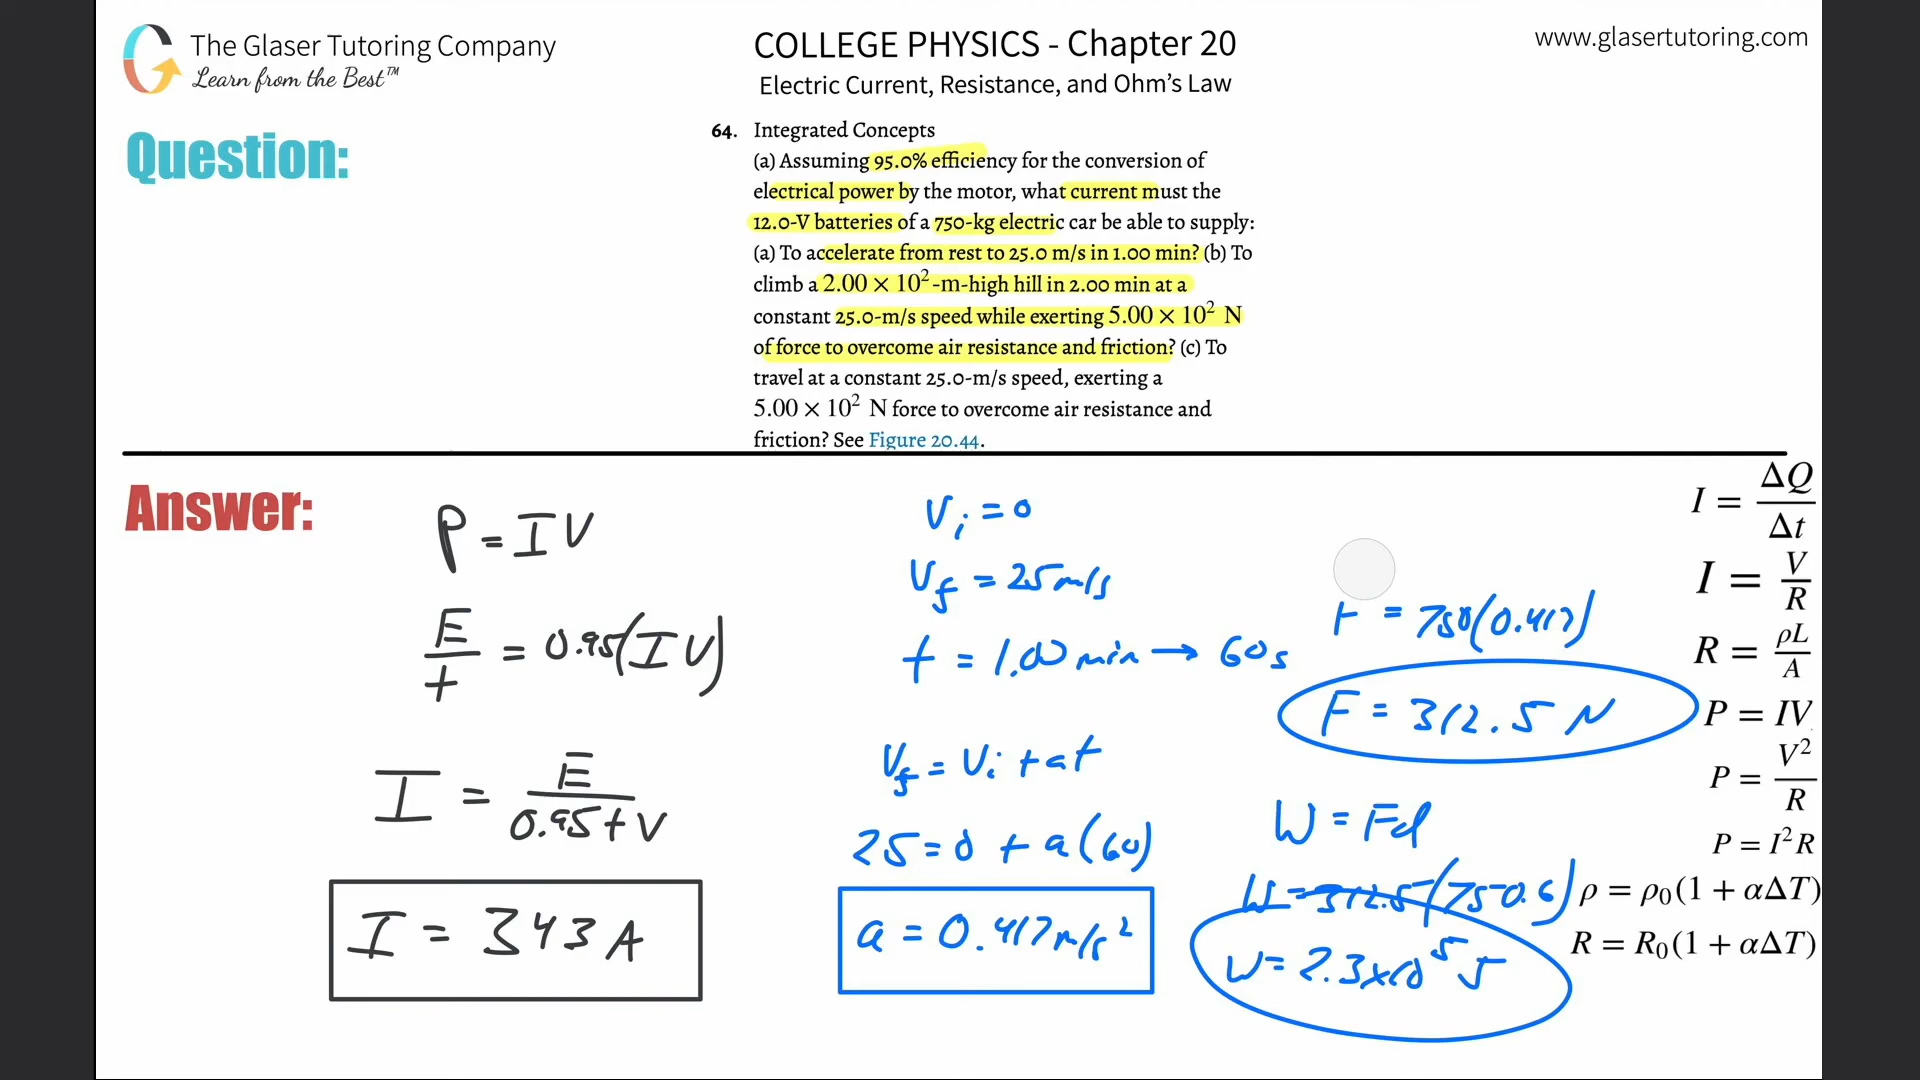 The Glaser Tutoring Company
Learn from the Best™
COLLEGE PHYSICS - Chapter 20
Electric Current, Resistance, and Ohm's Law
www.glasertutoring.com
Question:
64. Integrated Concepts
(a) Assuming 95.0% efficiency for the conversion of
electrical power by the motor, what current must the
12.0-V batteries of a 750-kg electric car be able to supply:
(a) To accelerate from rest to 25.0 m/s in 1.00 min? (b) To
climb a 2.00 × 10² -m-high hill in 2.00 min at a
constant 25.0-m/s speed while exerting 5.00 × 10² N
of force to overcome air resistance and friction? (c) To
travel at a constant 25.0-m/s speed, exerting a
5.00 × 10² N force to overcome air resistance and
friction? See Figure 20.44.
Answer:
P = IV
E/t = 0.95(IV)
I = E/0.95tV
I = 343 A
Vi = 0
Vf = 25 m/s
t = 1.00 min → 60 s
Vf = Vi + at
25 = 0 + a(60)
a = 0.417 m/s²
F = 750(0.417)
F = 312.5 N
W = Fd
W = 312.5(750.6)
W = 2.3x10⁵ J
I = ΔQ/Δt
I = V/R
R = ρL/A
P = IV
P = V²/R
P = I²R
ρ = ρ₀(1 + αΔT)
R = R₀(1 + αΔT)